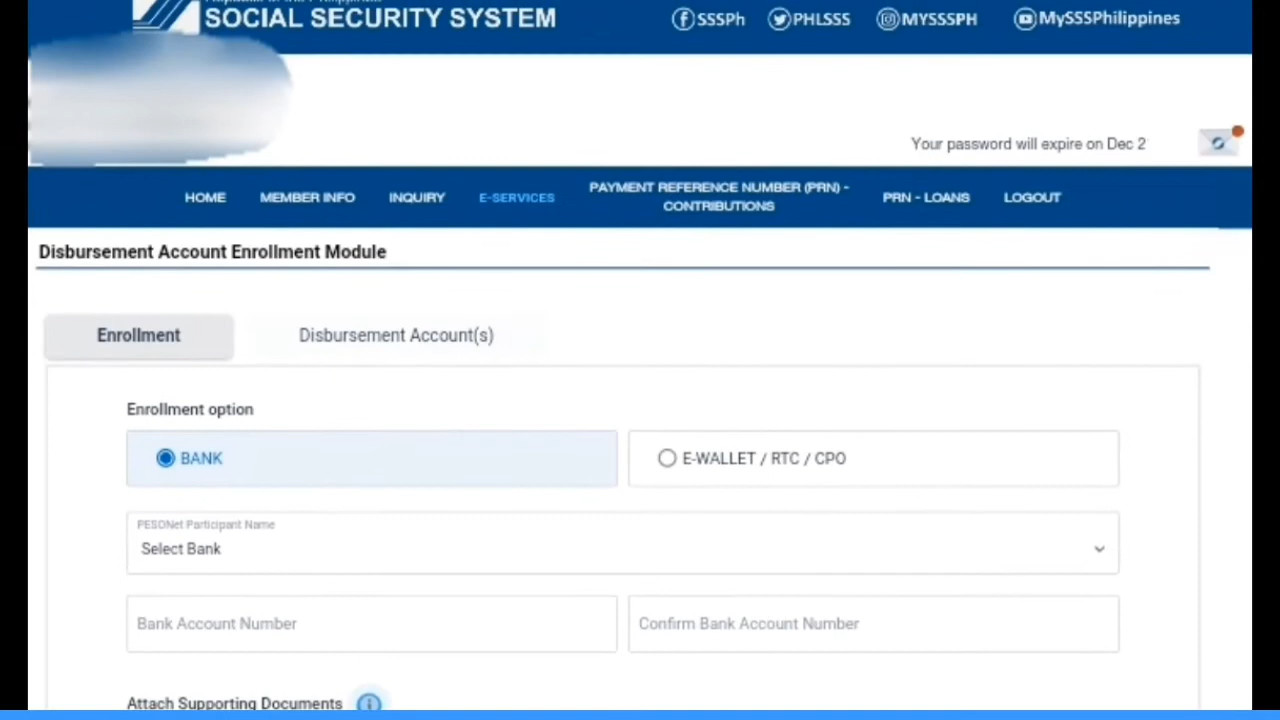 SOCIAL SECURITY SYSTEM
SSSPh
PHLSSS
MYSSSPH
MySSSPhilippines
Your password will expire on Dec 2
HOME
MEMBER INFO
INQUIRY
E-SERVICES
PAYMENT REFERENCE NUMBER (PRN) -
CONTRIBUTIONS
PRN - LOANS
LOGOUT
Disbursement Account Enrollment Module
Enrollment
Disbursement Account(s)
Enrollment option
BANK
E-WALLET / RTC / CPO
PESONet Participant Name
Select Bank
Bank Account Number
Confirm Bank Account Number
Attach Supporting Documents